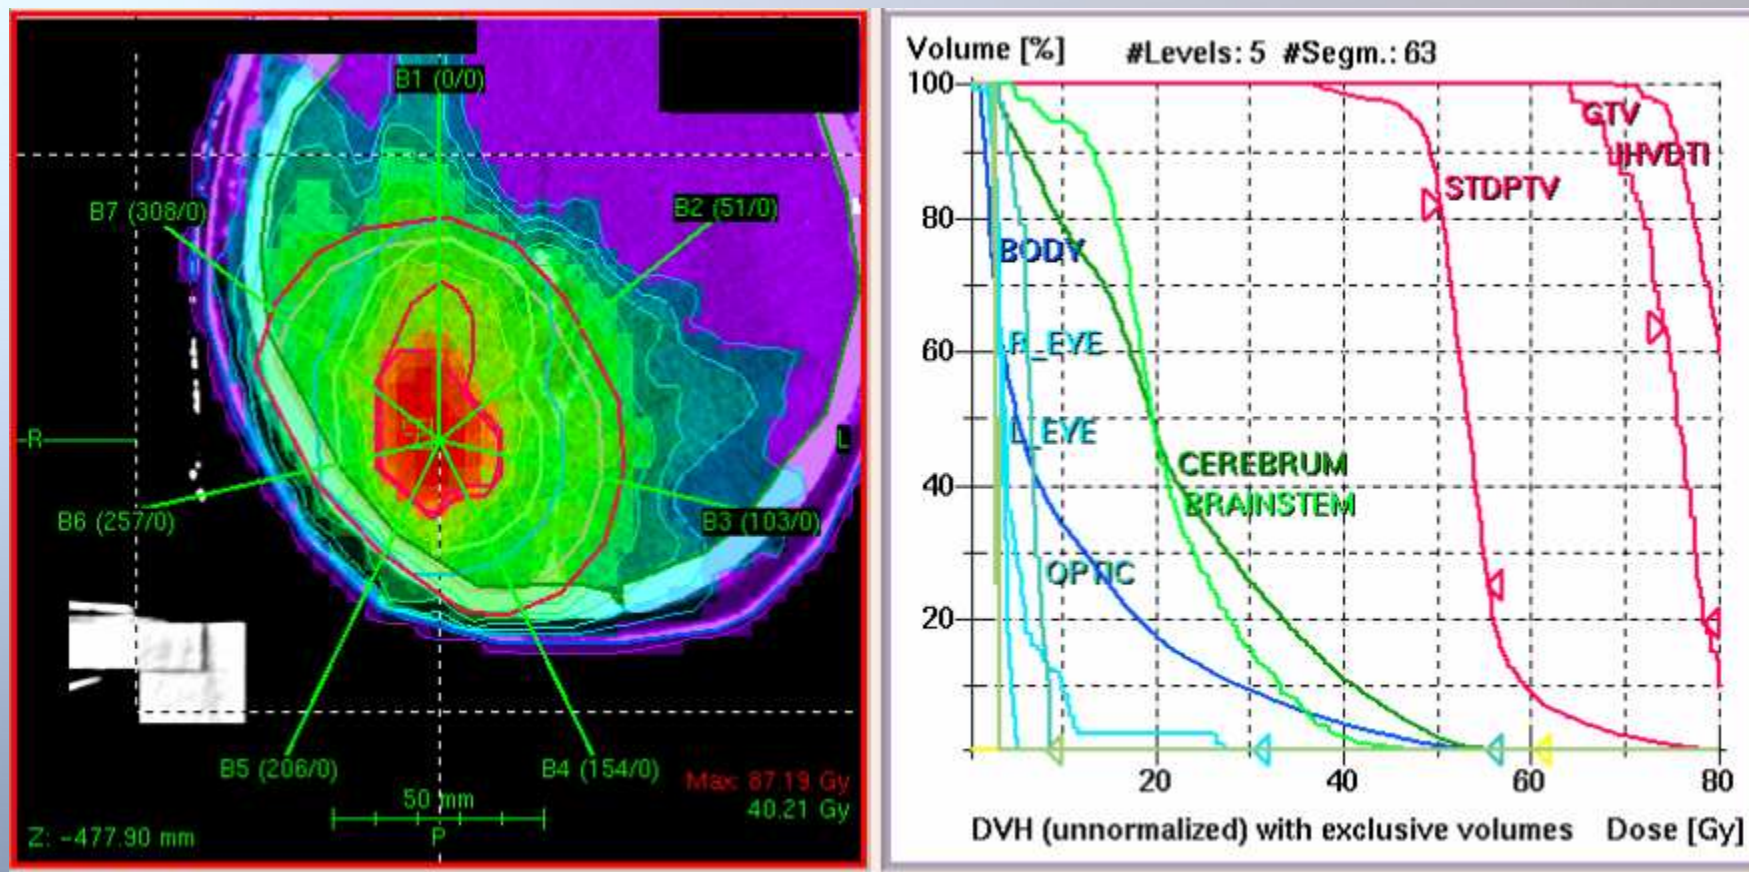 B1 (0/0)
B7 (308/0)
B2 (51/0)
R
L
B6 (257/0)
B3 (103/0)
B5 (206/0)
B4 (154/0)
Max: 87.19 Gy
40.21 Gy
50 mm
P
Z: -477.90 mm
Volume [%] #Levels: 5 #Segm.: 63
100
GTV
STDPTV
80
BODY
60
R_EYE
L_EYE
CEREBRUM
40
BRAINSTEM
OPTIC
20
20 40 60 80
DVH (unnormalized) with exclusive volumes Dose [Gy]